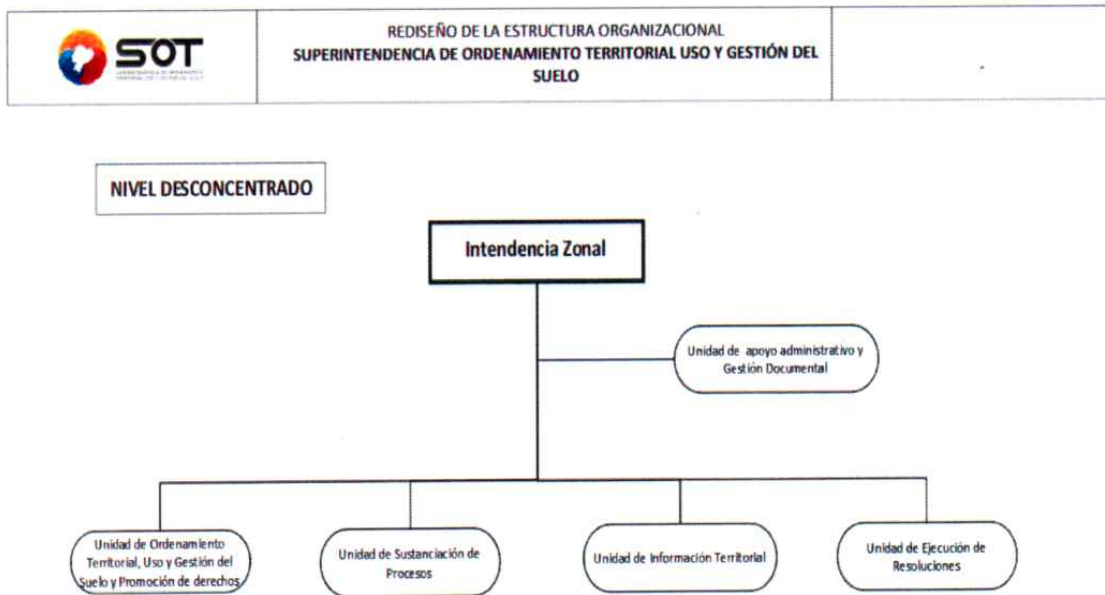 SOT
REDISEÑO DE LA ESTRUCTURA ORGANIZACIONAL
SUPERINTENDENCIA DE ORDENAMIENTO TERRITORIAL USO Y GESTIÓN DEL
SUELO
NIVEL DESCONCENTRADO
Intendencia Zonal
Unidad de apoyo administrativo y
Gestión Documental
Unidad de Ordenamiento
Territorial, Uso y Gestión del
Suelo y Promoción de derechos
Unidad de Sustanciación de
Procesos
Unidad de Información Territorial
Unidad de Ejecución de
Resoluciones